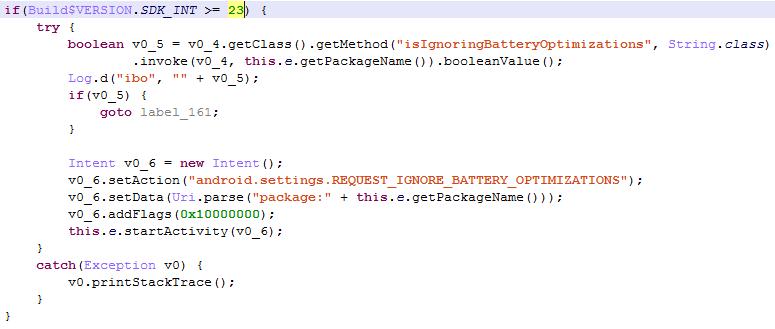 if(Build$VERSION.SDK_INT >= 23) {
try {
boolean v0_5 = v0_4.getClass().getMethod("isIgnoringBatteryOptimizations", String.class)
.invoke(v0_4, this.e.getPackageName()).booleanValue();
Log.d("ibo", "" + v0_5);
if(v0_5) {
goto label_161;
}
Intent v0_6 = new Intent();
v0_6.setAction("android.settings.REQUEST_IGNORE_BATTERY_OPTIMIZATIONS");
v0_6.setData(Uri.parse("package:" + this.e.getPackageName()));
v0_6.addFlags(0x10000000);
this.e.startActivity(v0_6);
}
catch(Exception v0) {
v0.printStackTrace();
}
}